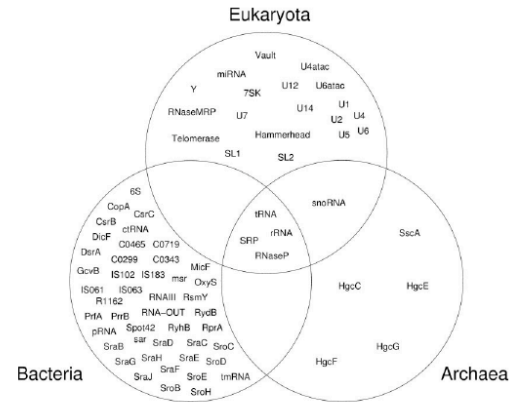 Eukaryota
Vault
U4atac
miRNA
U12 U6atac
Y 7SK
U14 U1
RNaseMRP U7 U2 U4
U5 U6
Telomerase Hammerhead
SL1 SL2
6S
CopA
CsrB CsrC
ctRNA
DicF
C0465 C0719
DsrA
C0299 C0343
GcvB IS102 IS183 mar MicF
OxyS
IS061 IS063
R1162 RNAIII RsmY
PrfA PrrB RNA-OUT RydB
pRNA Spot42 RyhB RprA
sar
SraB SraD SraC SroC
SraG SraH SraE SroD
SraF
SraJ SroE tmRNA
SroB SroH
tRNA
rRNA
SRP
RNaseP
snoRNA
SscA
HgcC HgcE
HgcG
HgcF
Bacteria Archaea